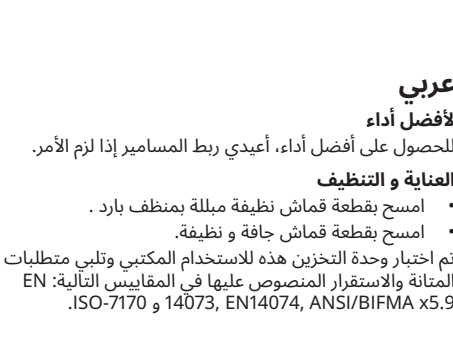 عربي
لأفضل أداء
للحصول على أفضل أداء، أعيدي ربط المسامير إذا لزم الأمر.
العناية و التنظيف
• امسح بقطعة قماش نظيفة مبللة بمنظف بارد .
• امسح بقطعة قماش جافة و نظيفة.
تم اختبار وحدة التخزين هذه للاستخدام المكتبي وتلبي متطلبات
المتانة والاستقرار المنصوص عليها في المقاييس التالية: EN
14073, EN14074, ANSI/BIFMA x5.9 و ISO-7170.